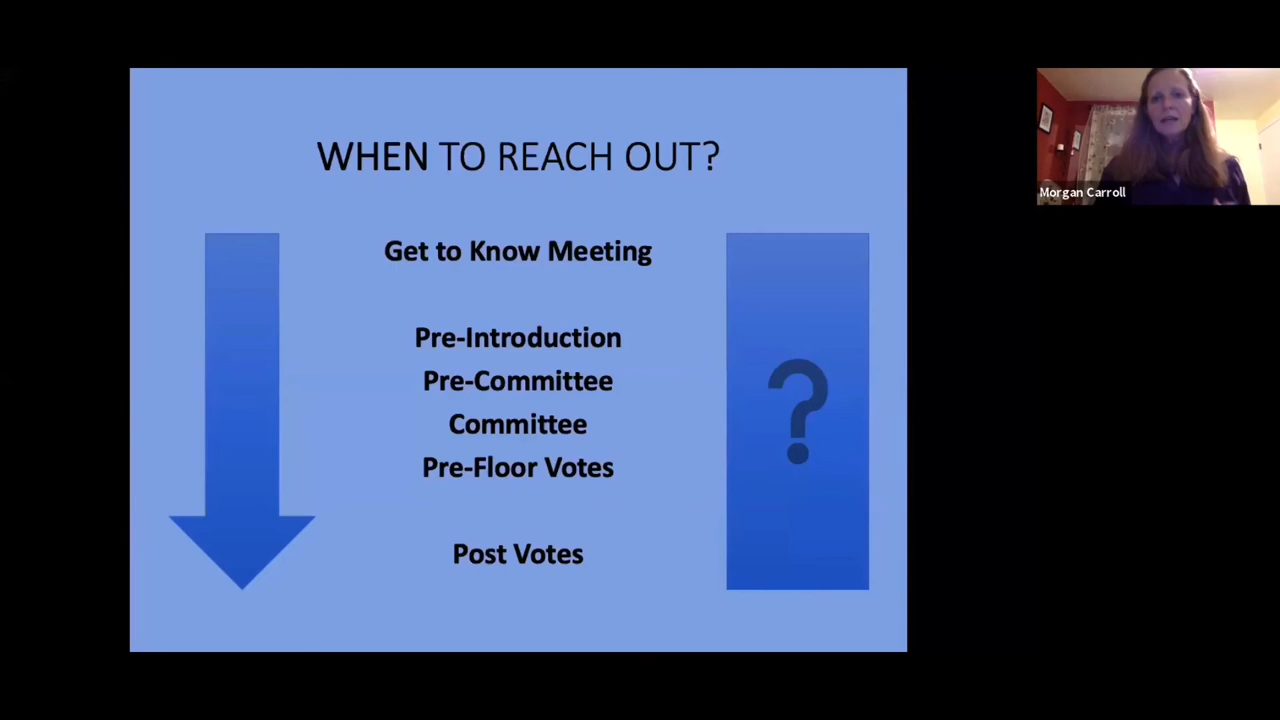 WHEN TO REACH OUT?
Get to Know Meeting
Pre-Introduction
Pre-Committee
Committee
Pre-Floor Votes
Post Votes
?
Morgan Carroll